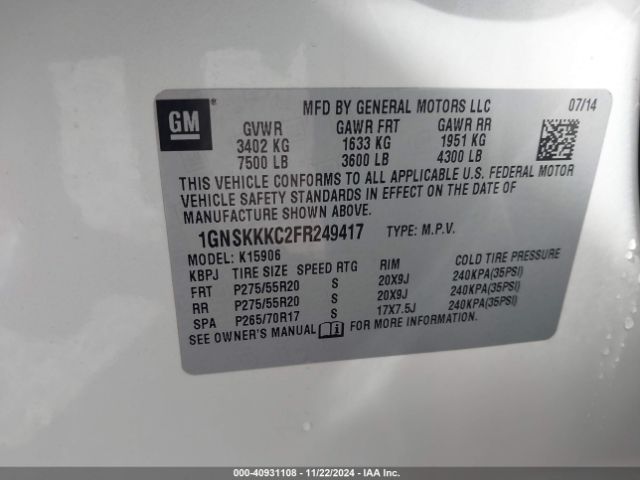 GM®
MFD BY GENERAL MOTORS LLC 07/14
GVWR GAWR FRT GAWR RR
3402 KG 1633 KG 1951 KG
7500 LB 3600 LB 4300 LB
THIS VEHICLE CONFORMS TO ALL APPLICABLE U.S. FEDERAL MOTOR
VEHICLE SAFETY STANDARDS IN EFFECT ON THE DATE OF
MANUFACTURE SHOWN ABOVE.
1GNSKKKC2FR249417 TYPE: M.P.V.
MODEL: K15906
KBPJ TIRE SIZE SPEED RTG RIM COLD TIRE PRESSURE
FRT P275/55R20 S 20X9J 240KPA(35PSI)
RR P275/55R20 S 20X9J 240KPA(35PSI)
SPA P265/70R17 S 17X7.5J 240KPA(35PSI)
SEE OWNER'S MANUAL FOR MORE INFORMATION.
000-40931108 - 11/22/2024 - IAA Inc.